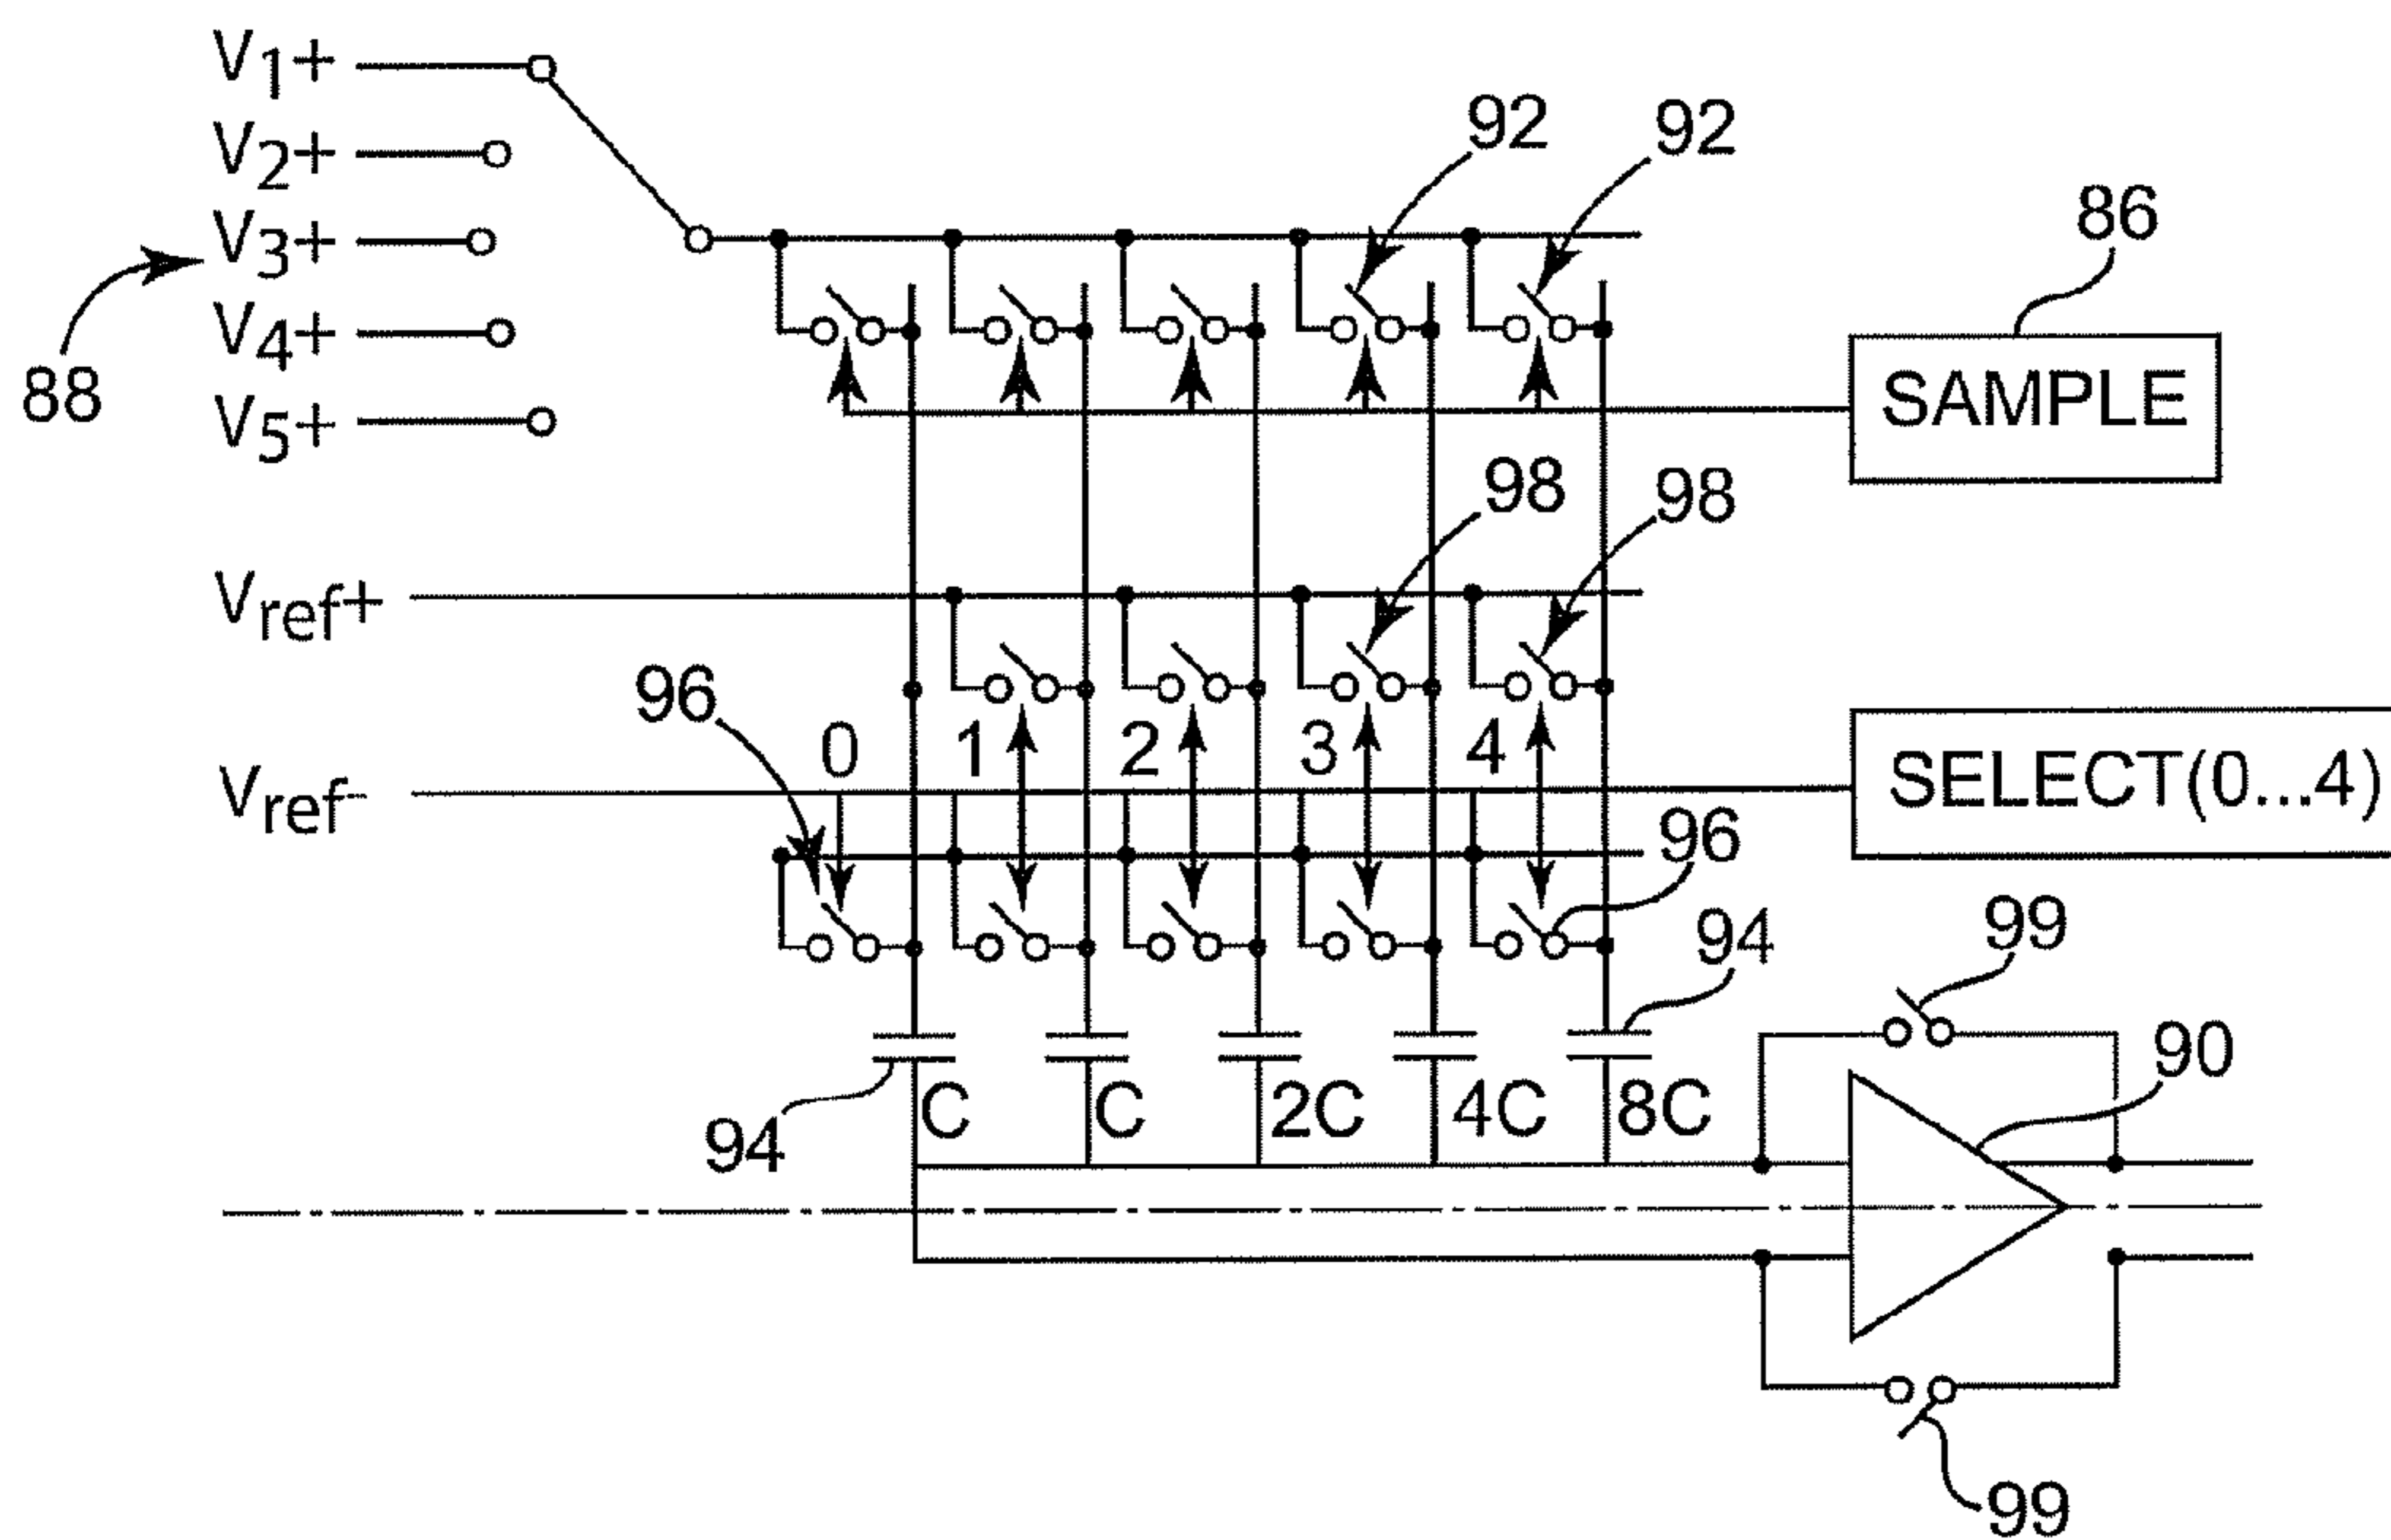 V1+
V2+
V3+
V4+
V5+
88
92
92
86
SAMPLE
98
98
Vref+
96
0
1
2
3
4
Vref-
SELECT(0...4)
96
94
99
90
94
C
C
2C
4C
8C
99